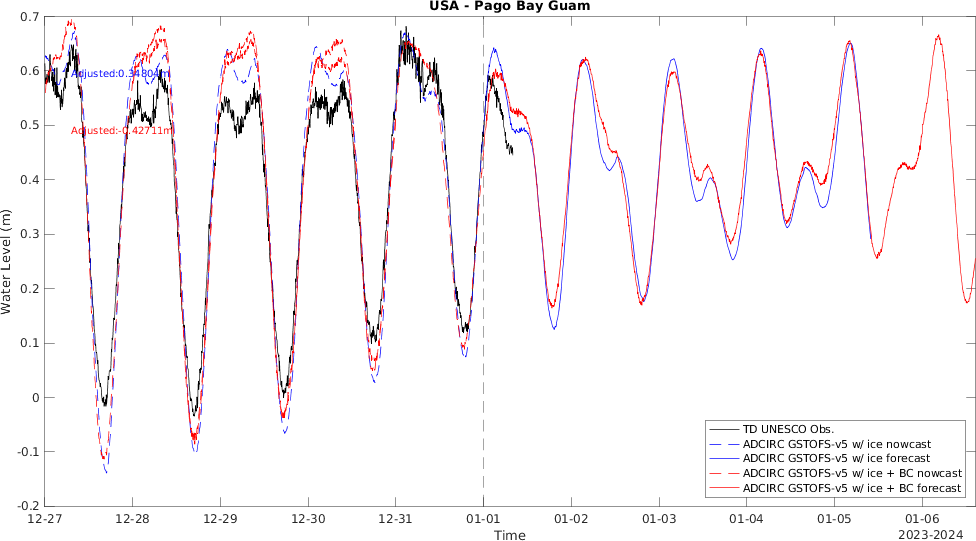 USA - Pago Bay Guam
0.7
0.6
0.5
0.4
0.3
0.2
0.1
0
-0.1
-0.2
Water Level (m)
Adjusted:0.34804m
Adjusted:-0.42711m
TD UNESCO Obs.
ADCIRC GSTOFS-v5 w/ ice nowcast
ADCIRC GSTOFS-v5 w/ ice forecast
ADCIRC GSTOFS-v5 w/ ice + BC nowcast
ADCIRC GSTOFS-v5 w/ ice + BC forecast
12-27 12-28 12-29 12-30 12-31 01-01 01-02 01-03 01-04 01-05 01-06
Time
2023-2024